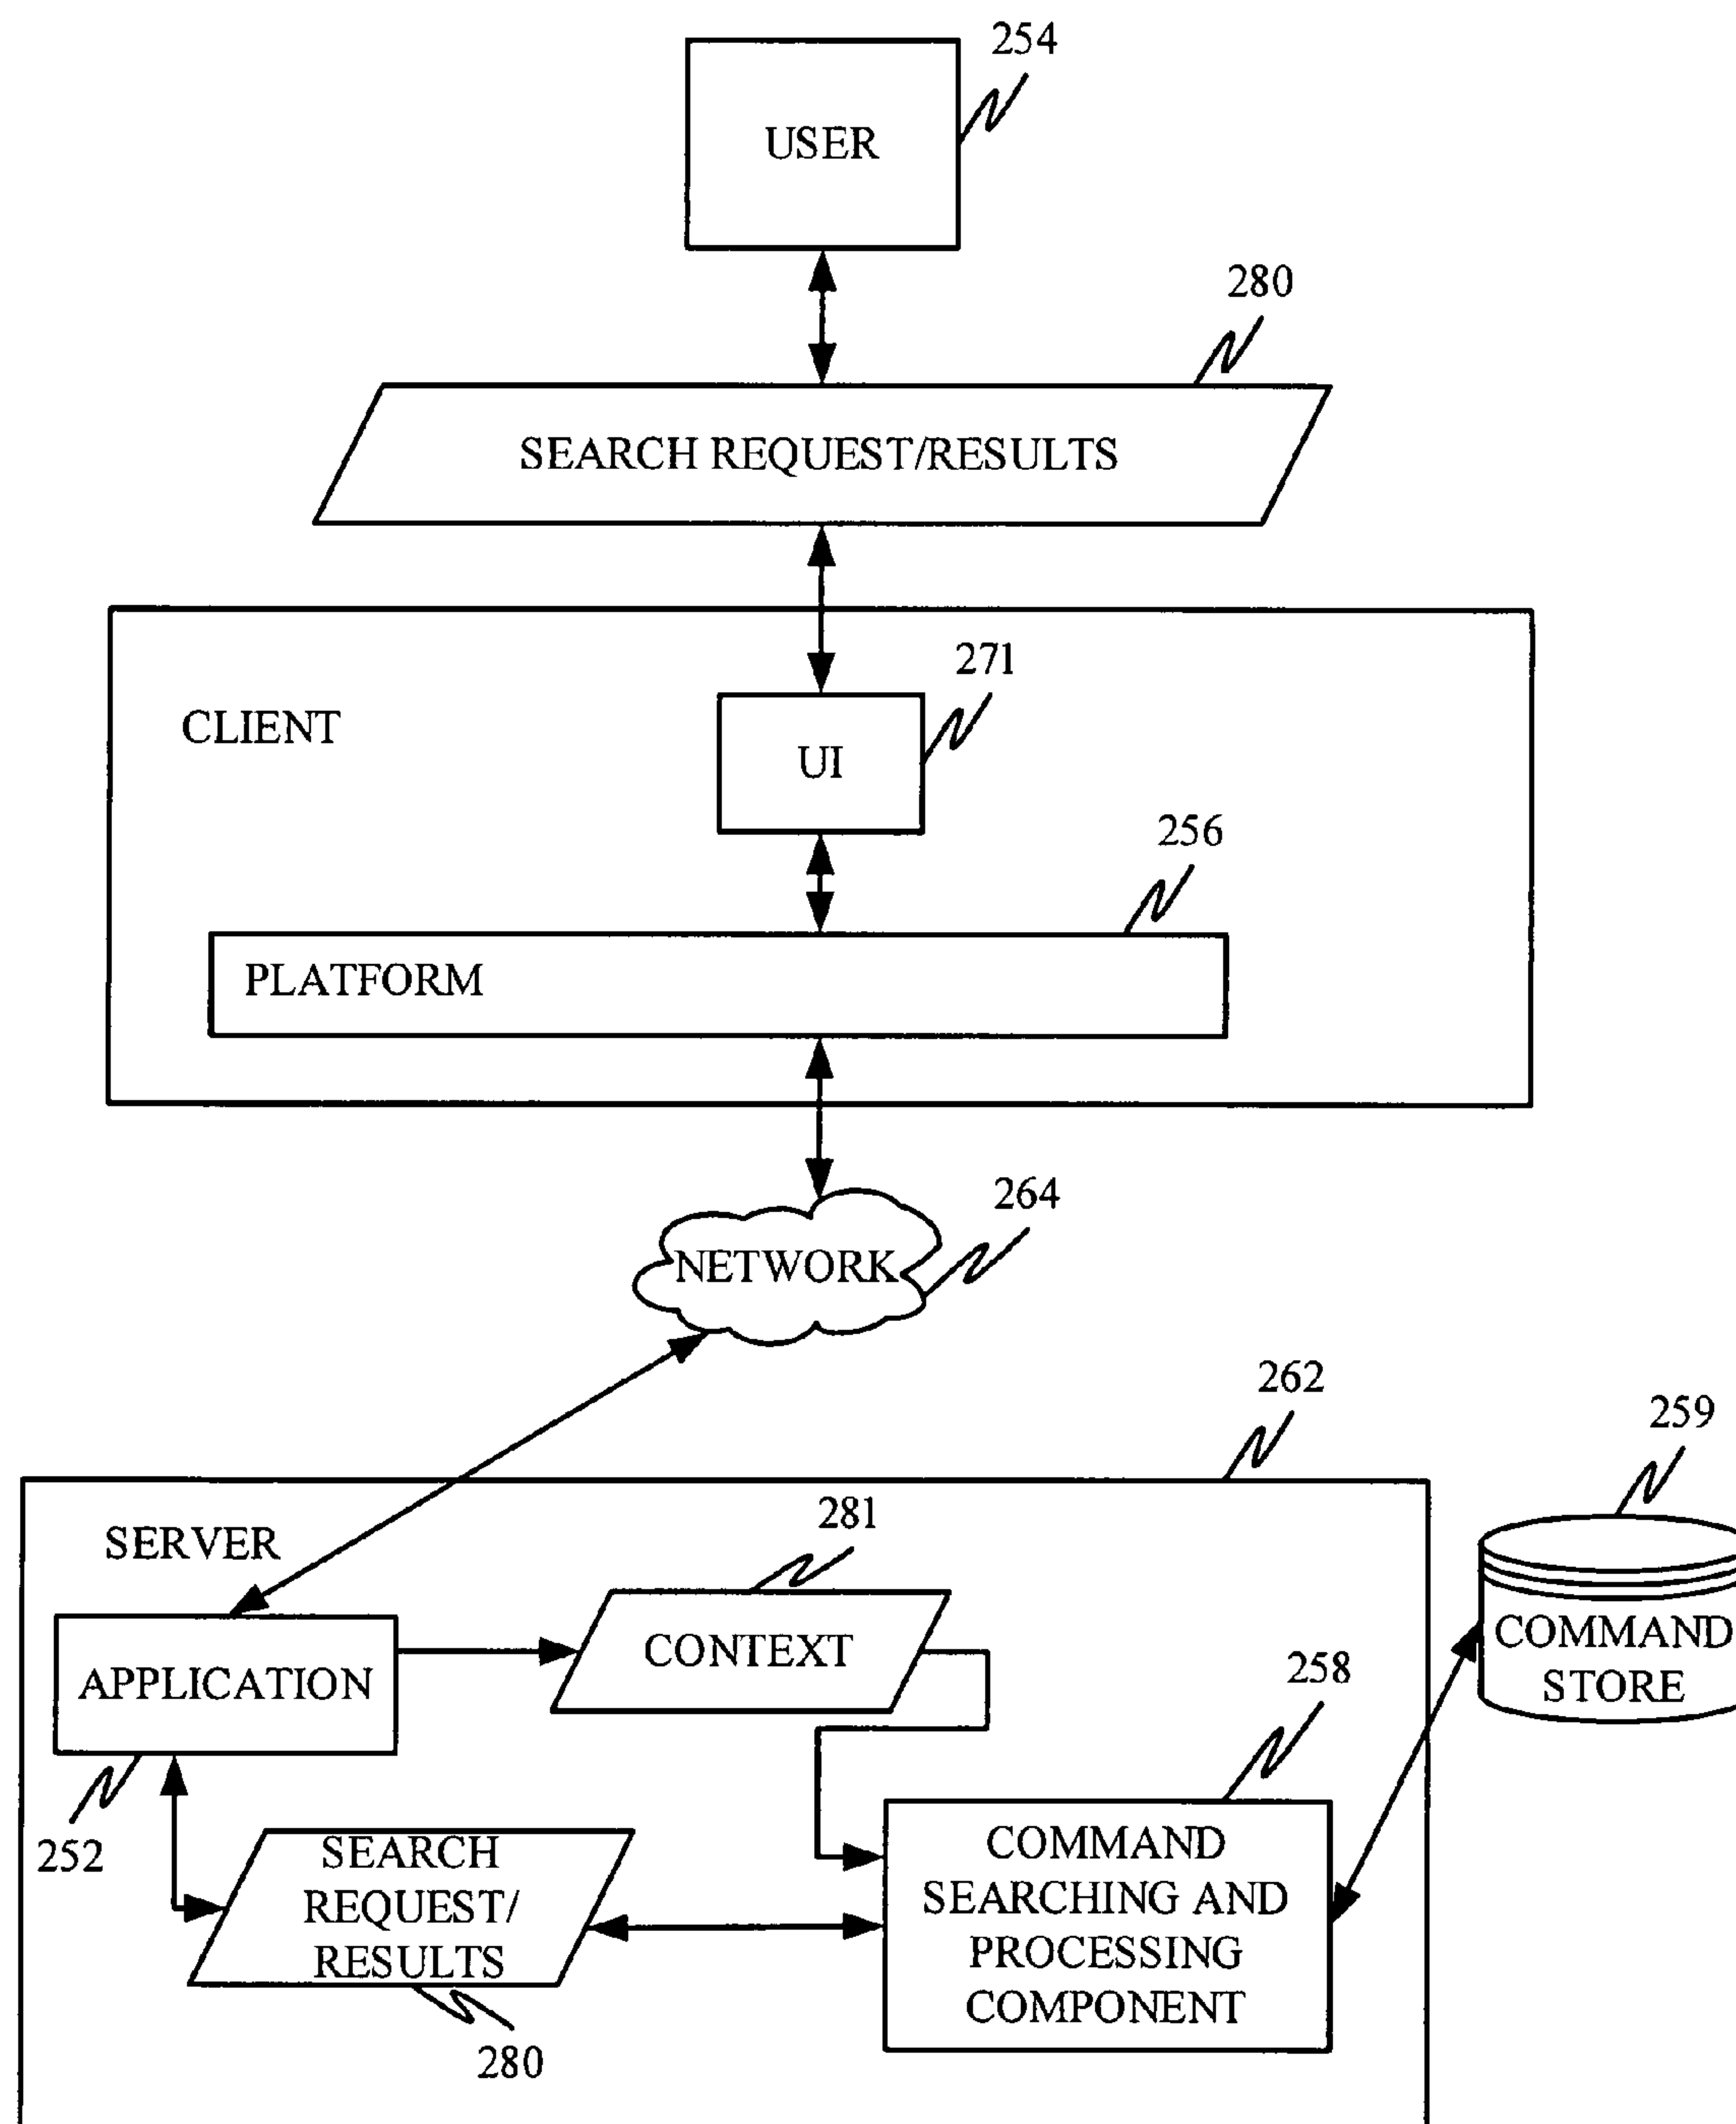 254
USER
280
SEARCH REQUEST/RESULTS
271
CLIENT
UI
256
PLATFORM
264
NETWORK
262
259
281
SERVER
COMMAND
STORE
CONTEXT
258
APPLICATION
252
SEARCH
REQUEST/
RESULTS
COMMAND
SEARCHING AND
PROCESSING
COMPONENT
280